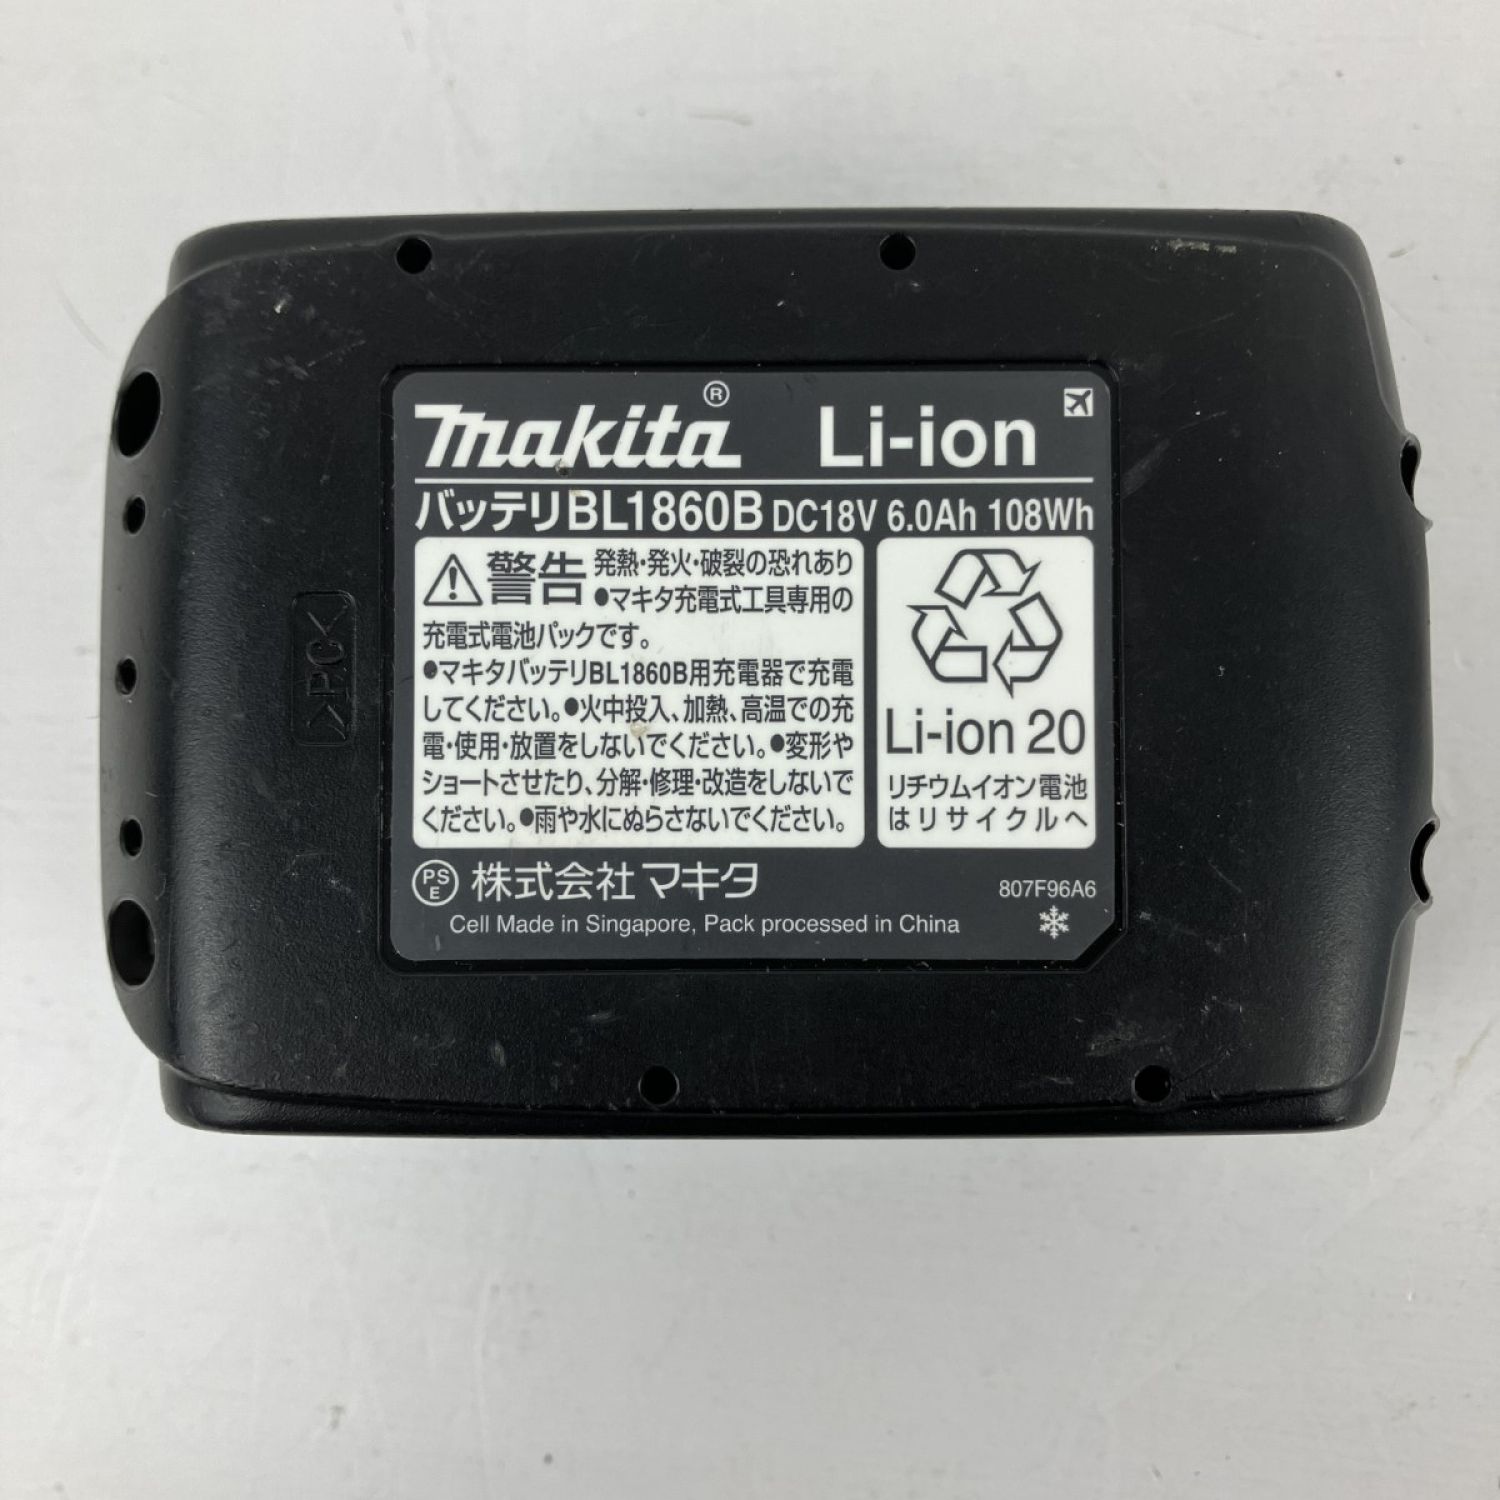 makita® Li-ion
バッテリBL1860B DC18V 6.0Ah 108Wh
警告 発熱・発火・破裂の恐れあり
●マキタ充電式工具専用の
充電式電池パックです。
●マキタバッテリBL1860B用充電器で充電
してください。●火中投入、加熱、高温での充
電・使用・放置をしないでください。●変形や
ショートさせたり、分解・修理・改造をしないで
ください。●雨や水にぬらさないでください。
Li-ion 20
リチウムイオン電池
はリサイクルへ
PS
E
株式会社マキタ
807F96A6
Cell Made in Singapore, Pack processed in China
>PC<